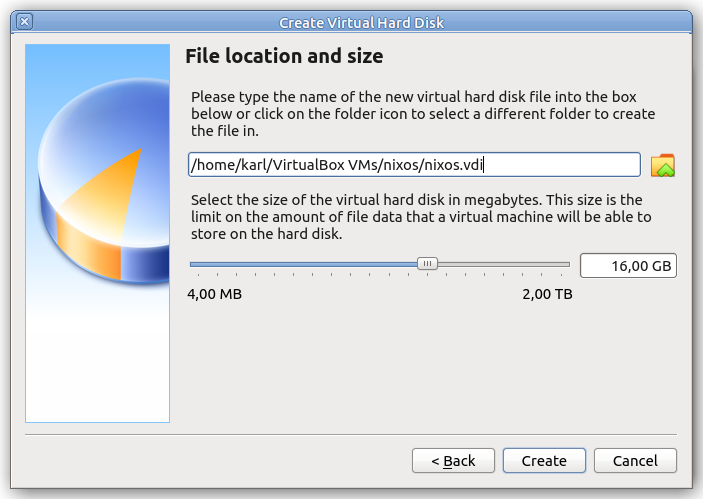 Create Virtual Hard Disk
File location and size
Please type the name of the new virtual hard disk file into the box
below or click on the folder icon to select a different folder to create
the file in.
/home/karl/VirtualBox VMs/nixos/nixos.vdi
Select the size of the virtual hard disk in megabytes. This size is the
limit on the amount of file data that a virtual machine will be able to
store on the hard disk.
16,00 GB
4,00 MB 2,00 TB
< Back Create Cancel